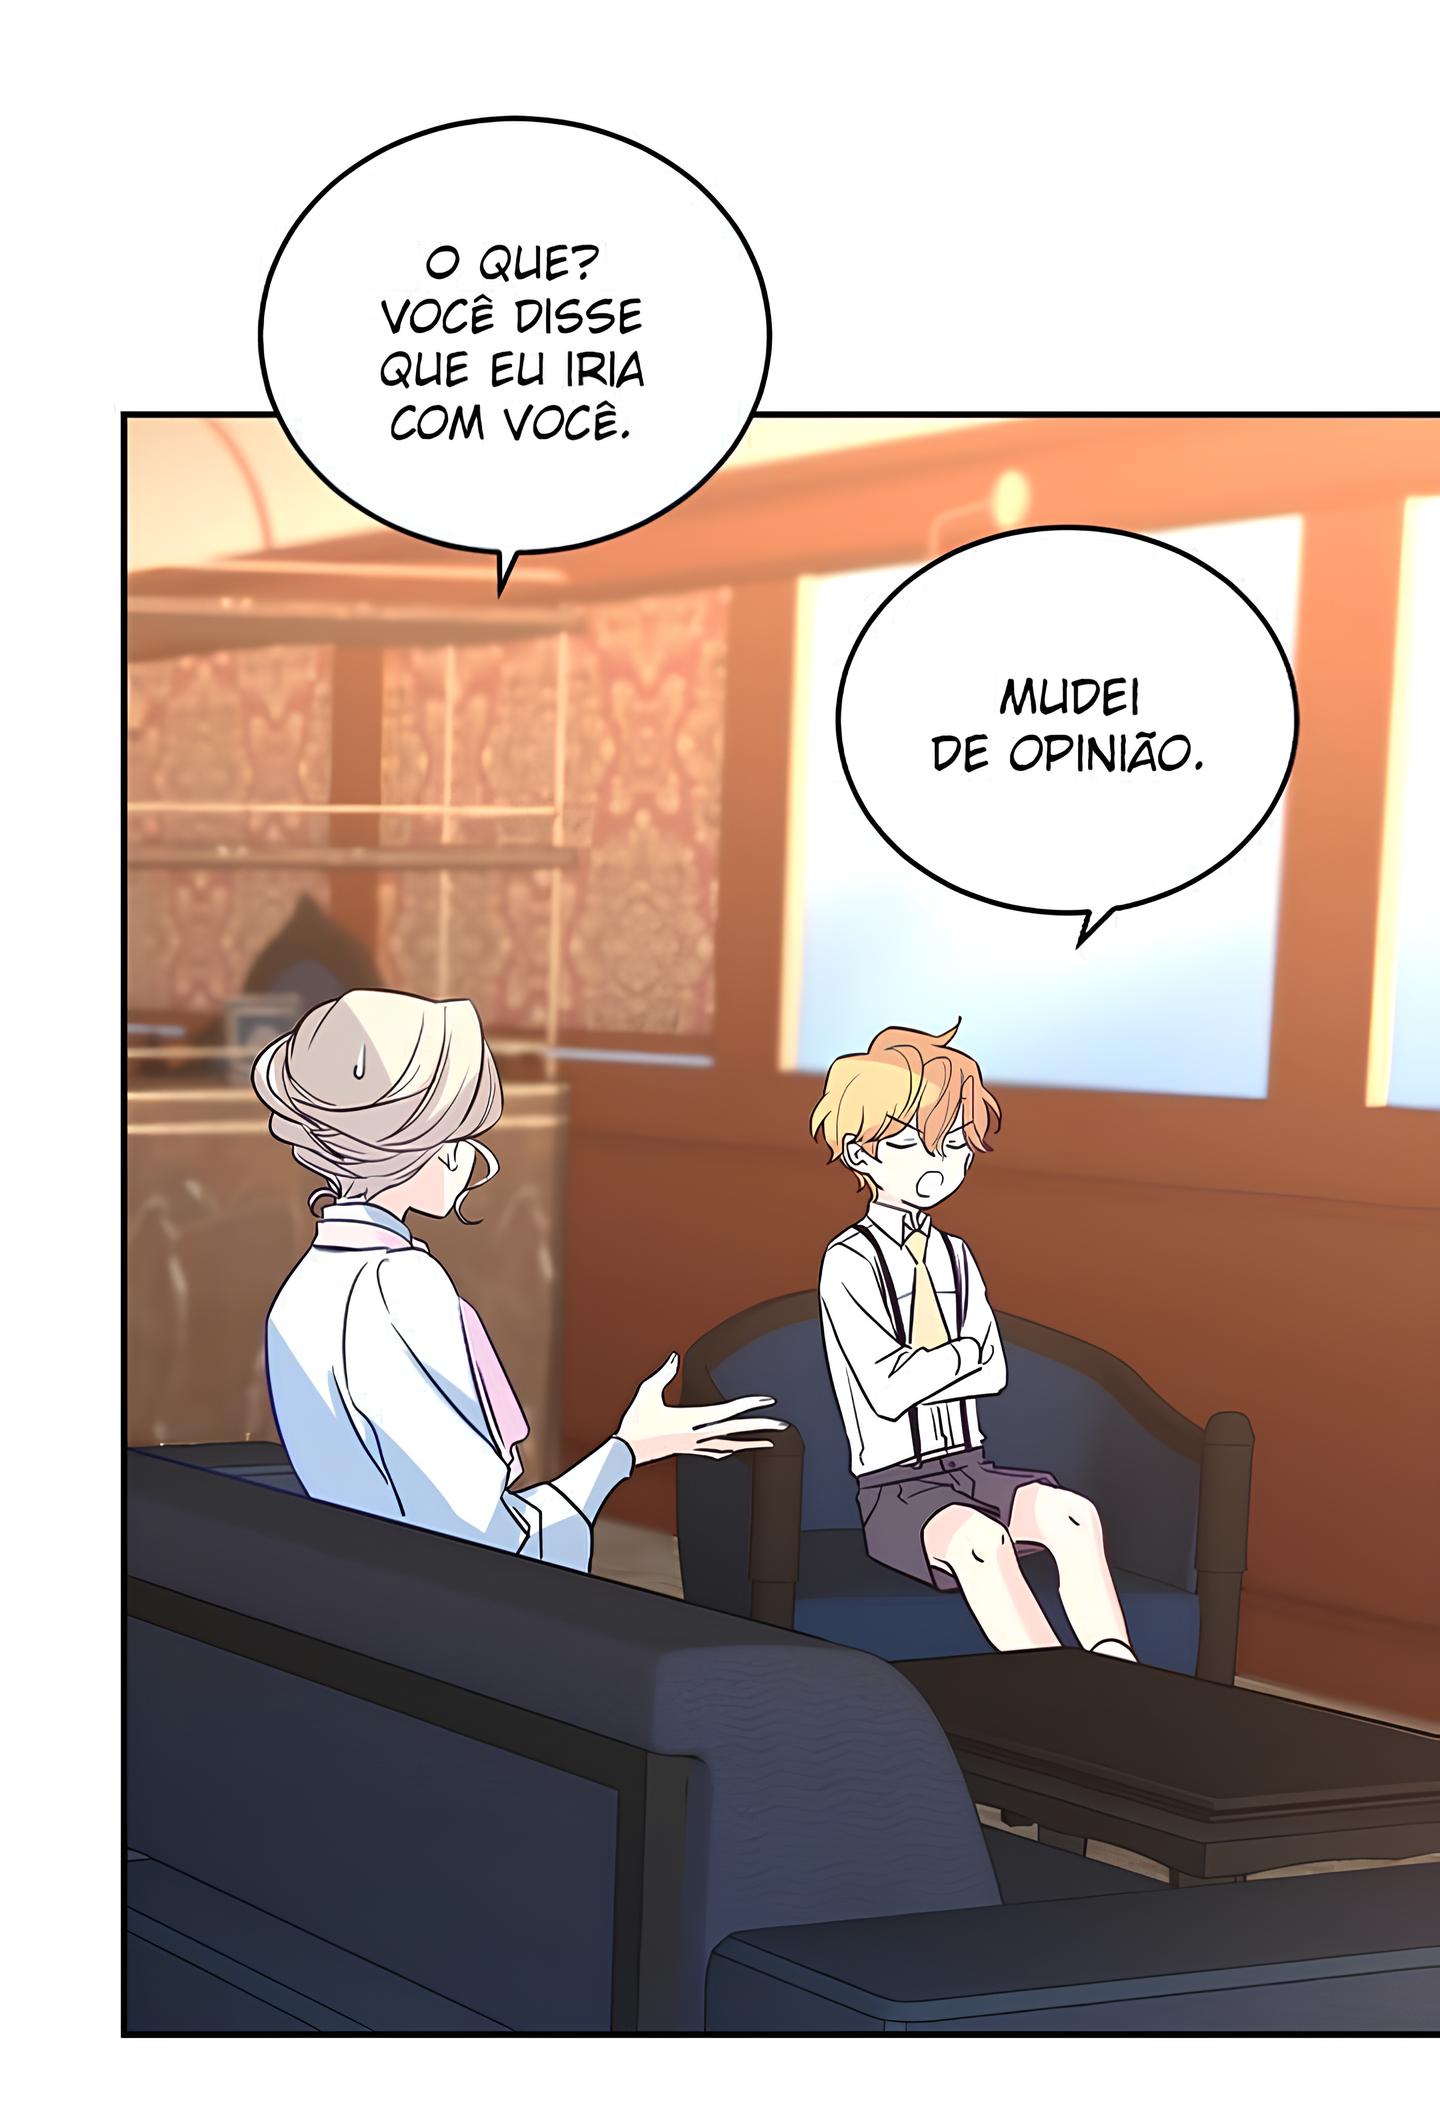 O QUE?
VOCÊ DISSE
QUE EU IRIA
COM VOCÊ.
MUDEI
DE OPINIÃO.